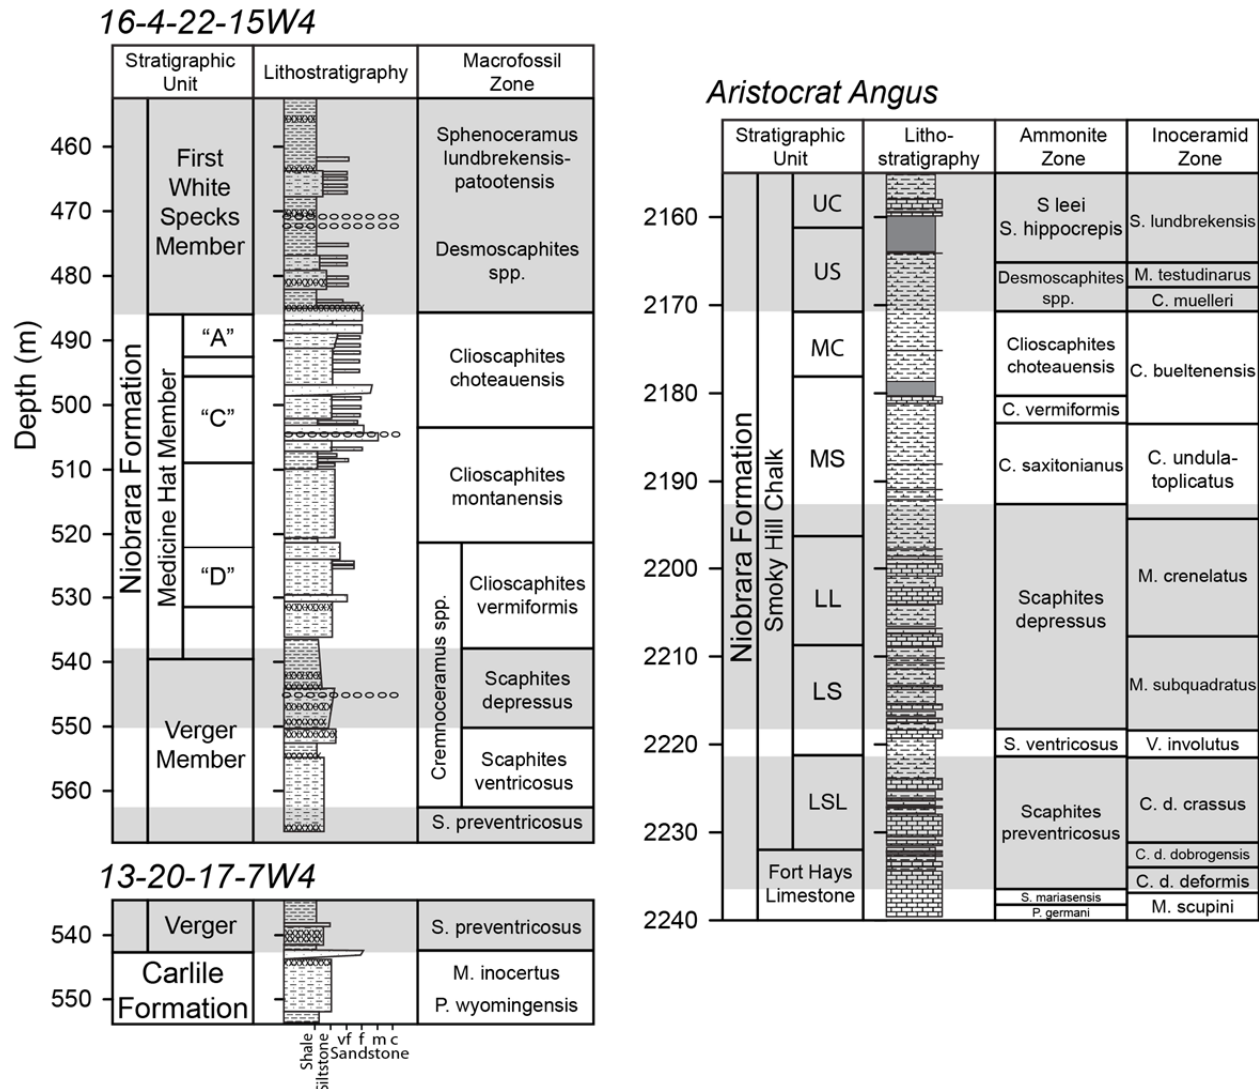 16-4-22-15W4
Stratigraphic
Unit
Lithostratigraphy
Macrofossil
Zone
Depth (m)
460
470
480
490
500
510
520
530
540
550
560
Niobrara Formation
First
White
Specks
Member
Medicine Hat Member
"A"
"C"
"D"
Verger
Member
Sphenoceramus
lundbrekensis-
patootensis
Desmoscaphites
spp.
Clioscaphites
choteauensis
Clioscaphites
montanensis
Cremnoceramus spp.
Clioscaphites
vermiformis
Scaphites
depressus
Scaphites
ventricosus
S. preventricosus
13-20-17-7W4
540
550
Verger
Carlile
Formation
S. preventricosus
M. inocertus
P. wyomingensis
Shale
Siltstone
vf f m c
Sandstone
Aristocrat Angus
Stratigraphic
Unit
Litho-
stratigraphy
Ammonite
Zone
Inoceramid
Zone
2160
2170
2180
2190
2200
2210
2220
2230
2240
Niobrara Formation
Smoky Hill Chalk
UC
US
MC
MS
LL
LS
LSL
Fort Hays
Limestone
S leei
S. hippocrepis
Desmoscaphites
spp.
Clioscaphites
choteauensis
C. vermiformis
C. saxitonianus
Scaphites
depressus
S. ventricosus
Scaphites
preventricosus
S. mariasensis
P. germani
S. lundbrekensis
M. testudinarus
C. muelleri
C. bueltenensis
C. undula-
toplicatus
M. crenelatus
M. subquadratus
V. involutus
C. d. crassus
C. d. dobrogensis
C. d. deformis
M. scupini